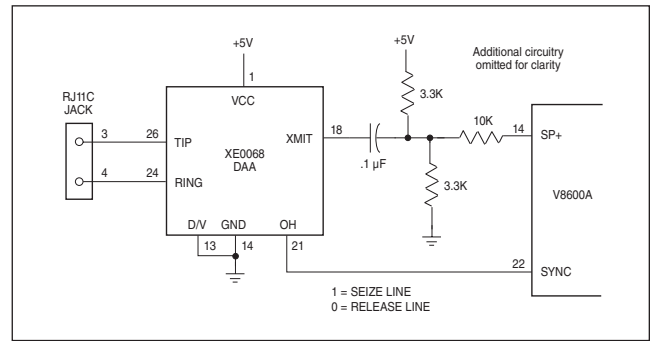 +5V
+5V
Additional circuitry
omitted for clarity
1
3.3K
RJ11C
JACK
VCC
10K
3
26
TIP
XE0068
DAA
XMIT
18
14
SP+
.1 µF
4
24
RING
3.3K
V8600A
D/V
GND
OH
13
14
21
22
SYNC
1 = SEIZE LINE
0 = RELEASE LINE